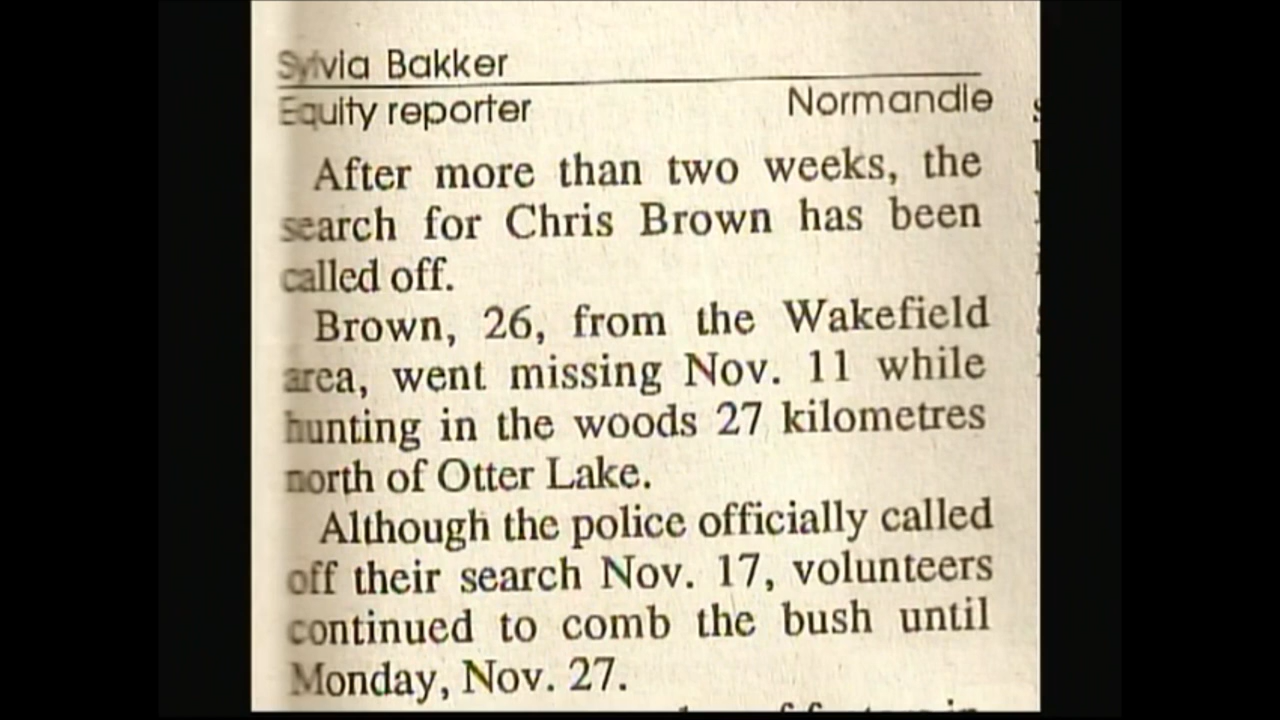 Sylvia Bakker
Equity reporter Normandie
After more than two weeks, the
search for Chris Brown has been
called off.
Brown, 26, from the Wakefield
area, went missing Nov. 11 while
hunting in the woods 27 kilometres
north of Otter Lake.
Although the police officially called
off their search Nov. 17, volunteers
continued to comb the bush until
Monday, Nov. 27.